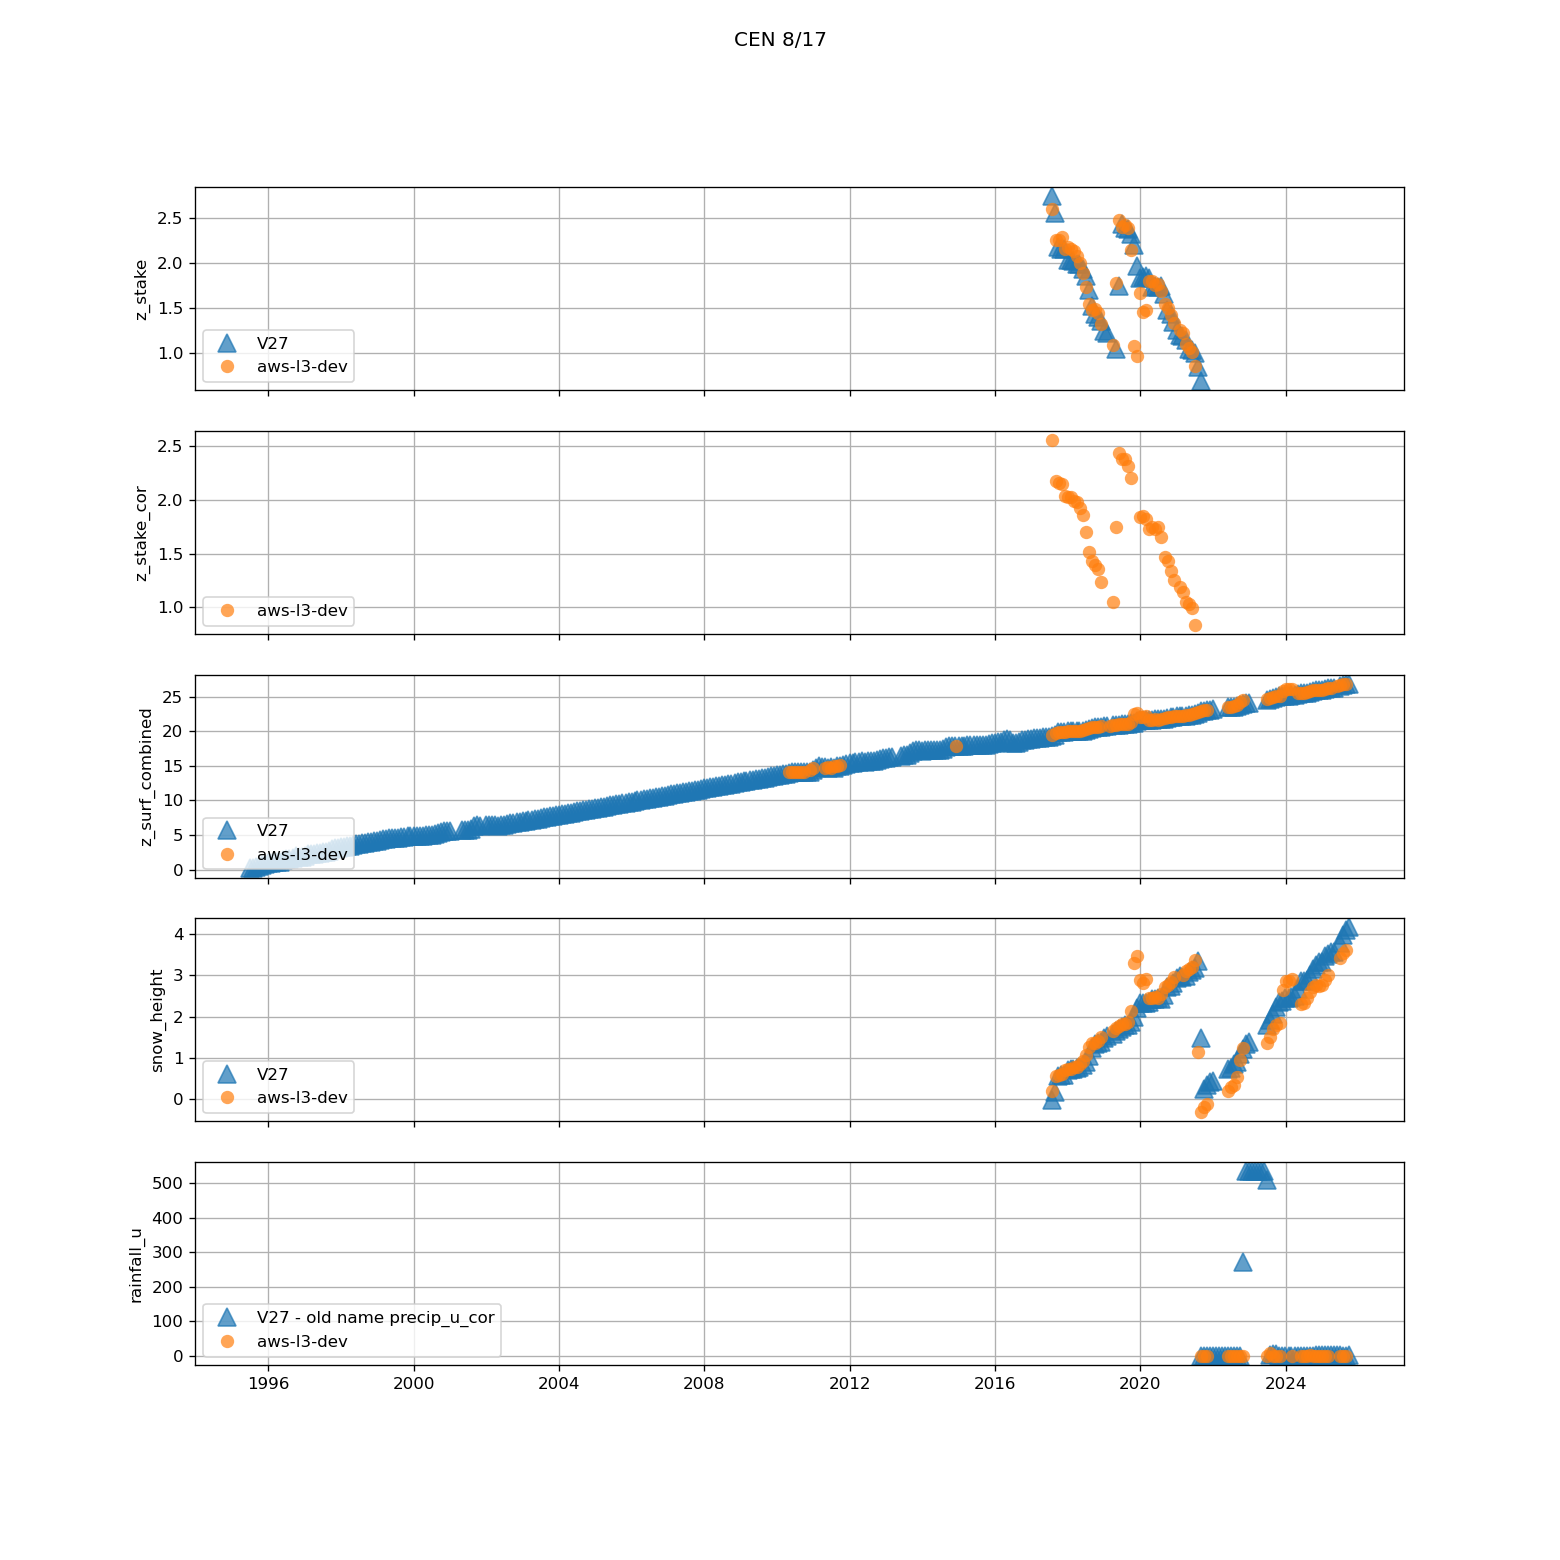 CEN 8/17
z_stake
2.5
2.0
1.5
1.0
V27
aws-l3-dev
z_stake_cor
2.5
2.0
1.5
1.0
aws-l3-dev
z_surf_combined
25
20
15
10
5
0
V27
aws-l3-dev
snow_height
4
3
2
1
0
V27
aws-l3-dev
rainfall_u
500
400
300
200
100
0
V27 - old name precip_u_cor
aws-l3-dev
1996 2000 2004 2008 2012 2016 2020 2024